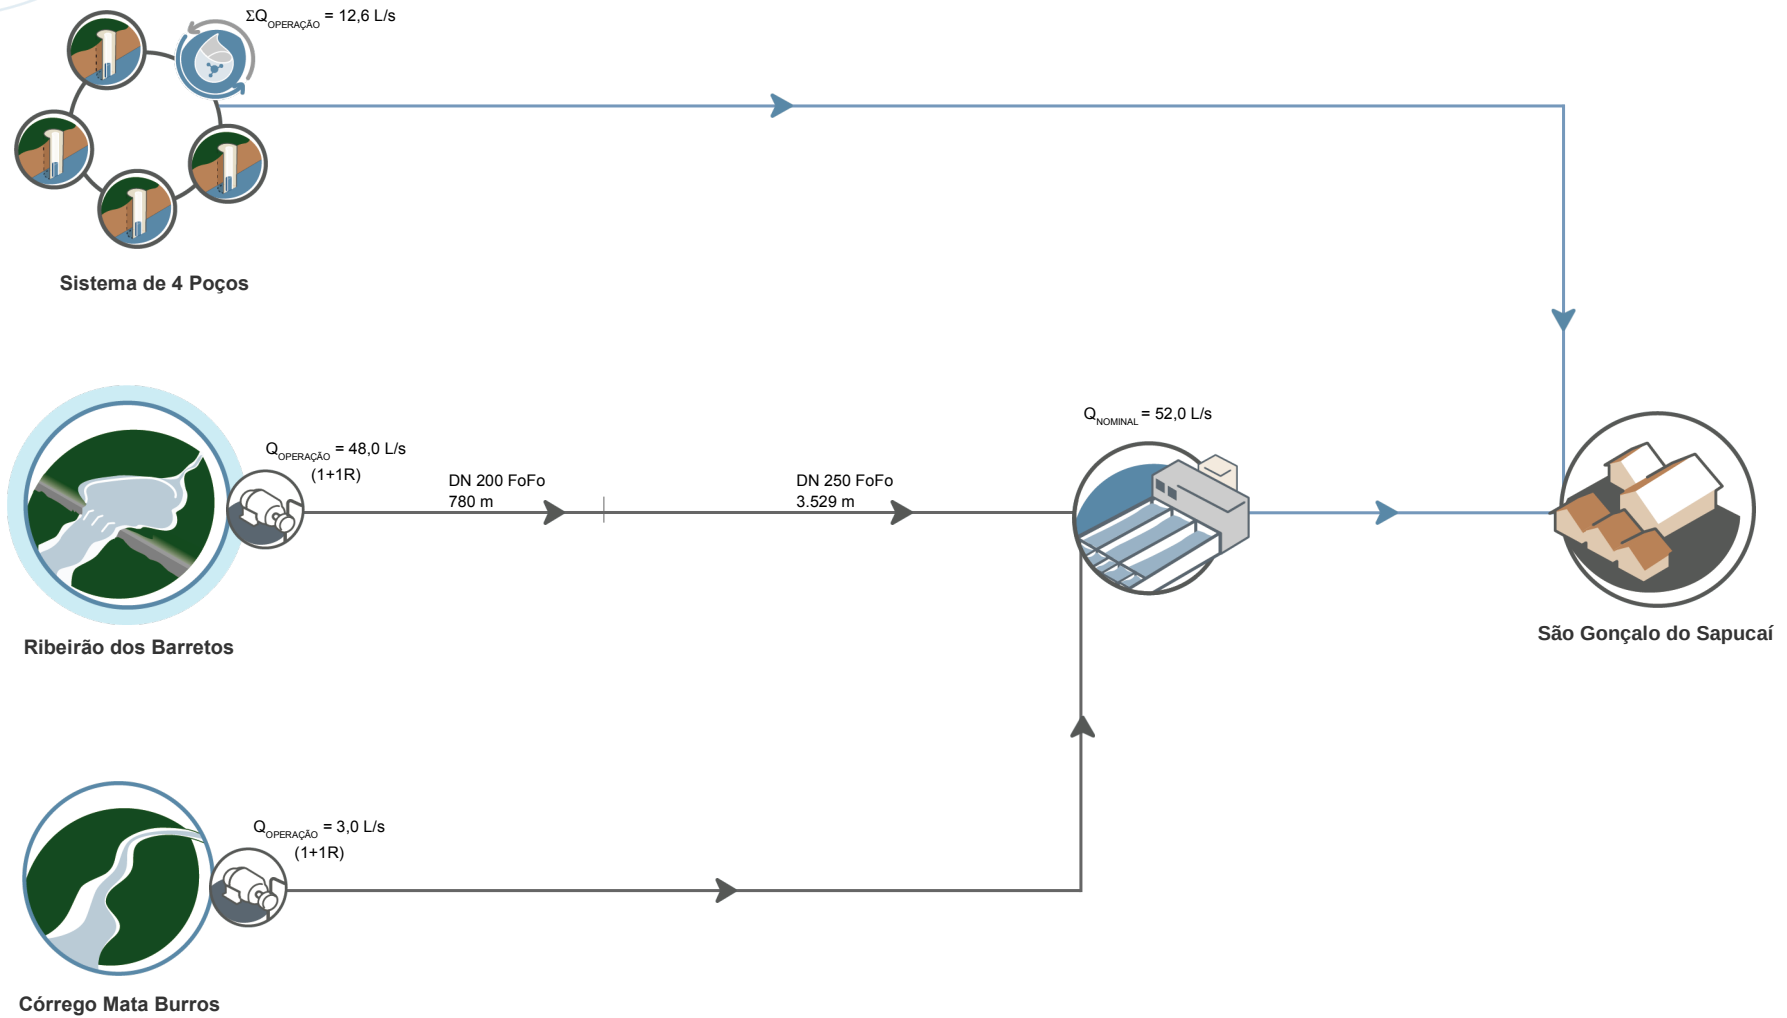 ΣQOPERAÇÃO = 12,6 L/s
Sistema de 4 Poços
QNOMINAL = 52,0 L/s
QOPERAÇÃO = 48,0 L/s
(1+1R)
DN 200 FoFo
780 m
DN 250 FoFo
3.529 m
Ribeirão dos Barretos
São Gonçalo do Sapucaí
QOPERAÇÃO = 3,0 L/s
(1+1R)
Córrego Mata Burros